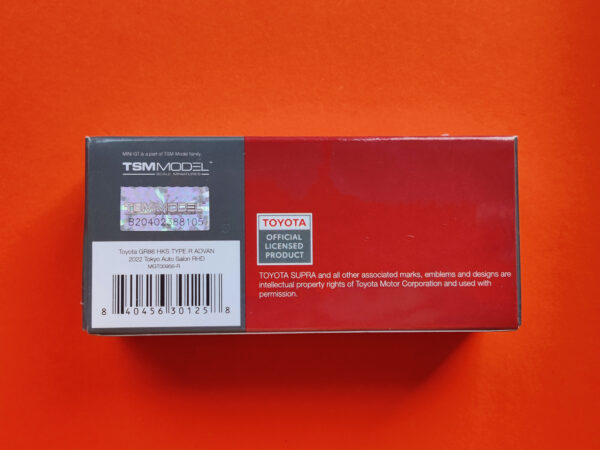 MINI GT is a part of TSM Model family.
TSMMODEL™
SCALE MINIATURES
TSMMODEL
B20402388105
Toyota GR86 HKS TYPE R ADVAN
2022 Tokyo Auto Salon RHD
8 40456 30125 8
TOYOTA
OFFICIAL
LICENSED
PRODUCT
TOYOTA SUPRA and all other associated marks, emblems and designs are
intellectual property rights of Toyota Motor Corporation and used with
permission.